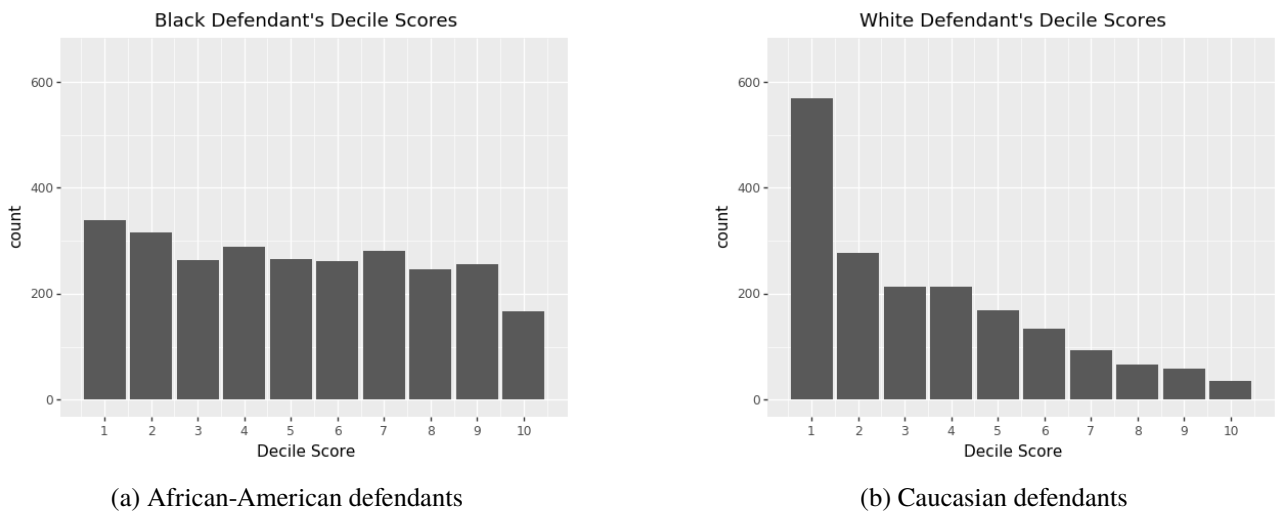 Black Defendant's Decile Scores
600
400
200
0
count
1 2 3 4 5 6 7 8 9 10
Decile Score
(a) African-American defendants
White Defendant's Decile Scores
600
400
200
0
count
1 2 3 4 5 6 7 8 9 10
Decile Score
(b) Caucasian defendants